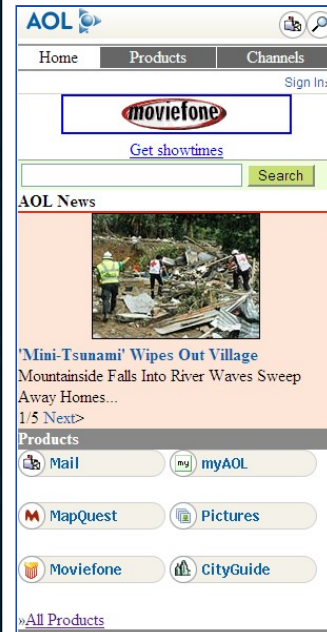 AOL
Home Products Channels
Sign In
moviefone
Get showtimes
Search
AOL News
'Mini-Tsunami' Wipes Out Village
Mountainside Falls Into River Waves Sweep
Away Homes...
1/5 Next>
Products
Mail my myAOL
MapQuest Pictures
Moviefone CityGuide
»All Products